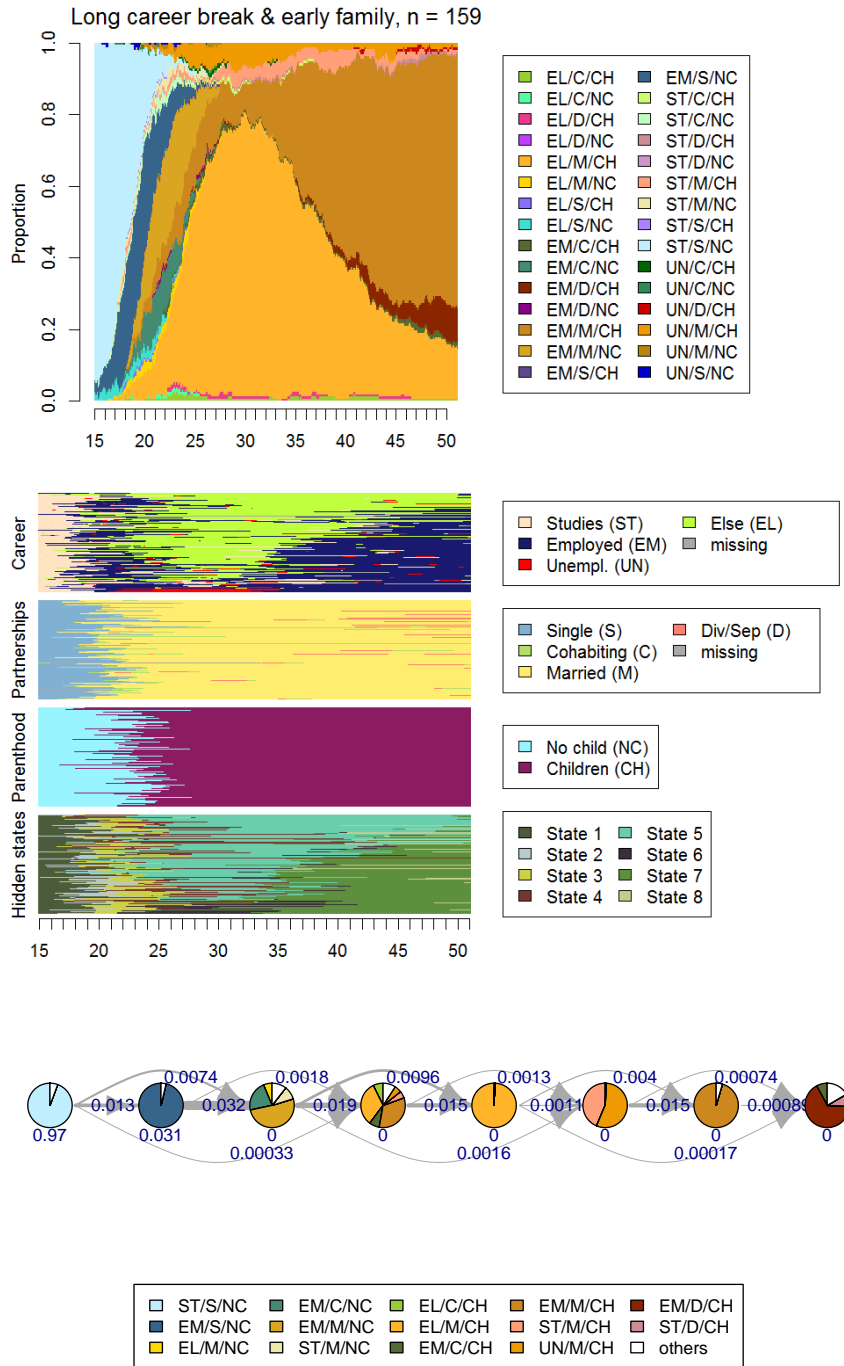 Long career break & early family, n = 159
Proportion
1.0
0.8
0.6
0.4
0.2
0.0
15 20 25 30 35 40 45 50
EL/C/CH EM/S/NC
EL/C/NC ST/C/CH
EL/D/CH ST/C/NC
EL/D/NC ST/D/CH
EL/M/CH ST/D/NC
EL/M/NC ST/M/CH
EL/S/CH ST/M/NC
EL/S/NC ST/S/CH
EM/C/CH ST/S/NC
EM/C/NC UN/C/CH
EM/D/CH UN/C/NC
EM/D/NC UN/D/CH
EM/M/CH UN/M/CH
EM/M/NC UN/M/NC
EM/S/CH UN/S/NC
Career
Studies (ST) Else (EL)
Employed (EM) missing
Unempl. (UN)
Partnerships
Single (S) Div/Sep (D)
Cohabiting (C) missing
Married (M)
Parenthood
No child (NC)
Children (CH)
Hidden states
State 1 State 5
State 2 State 6
State 3 State 7
State 4 State 8
15 20 25 30 35 40 45 50
0.0074 0.0018 0.0096 0.0013 0.004 0.00074
0.013 0.032 0.019 0.015 0.0011 0.015 0.00089
0.97 0.031 0 0 0 0 0 0
0.00033 0.0016 0.00017
ST/S/NC EM/C/NC EL/C/CH EM/M/CH EM/D/CH
EM/S/NC EM/M/NC EL/M/CH ST/M/CH ST/D/CH
EL/M/NC ST/M/NC EM/C/CH UN/M/CH others